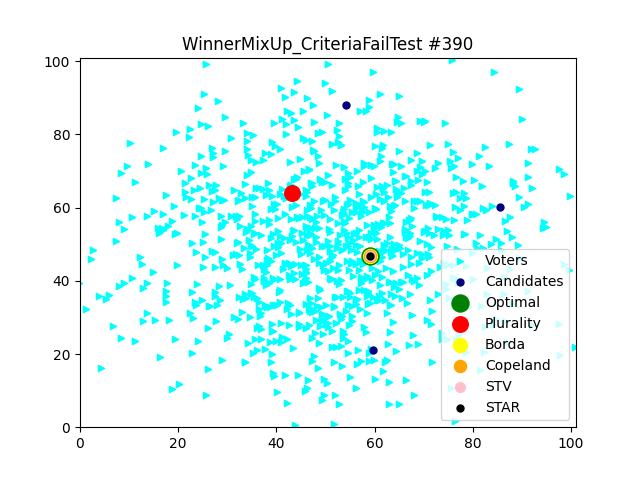 WinnerMixUp_CriteriaFailTest #390
100
80
60
40
20
0
0
20
40
60
80
100
Voters
Candidates
Optimal
Plurality
Borda
Copeland
STV
STAR